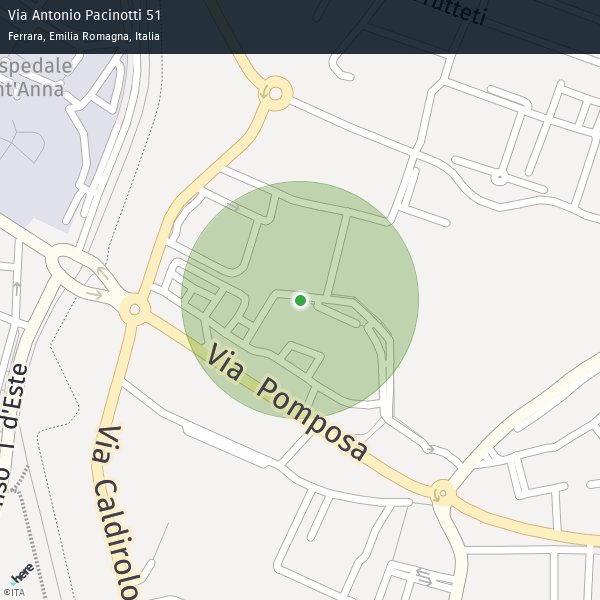 Via Antonio Pacinotti 51
Ferrara, Emilia Romagna, Italia
rutteti
spedale
nt'Anna
Via Pomposa
nso I d'Este
Via Caldirolo
here
©ITA